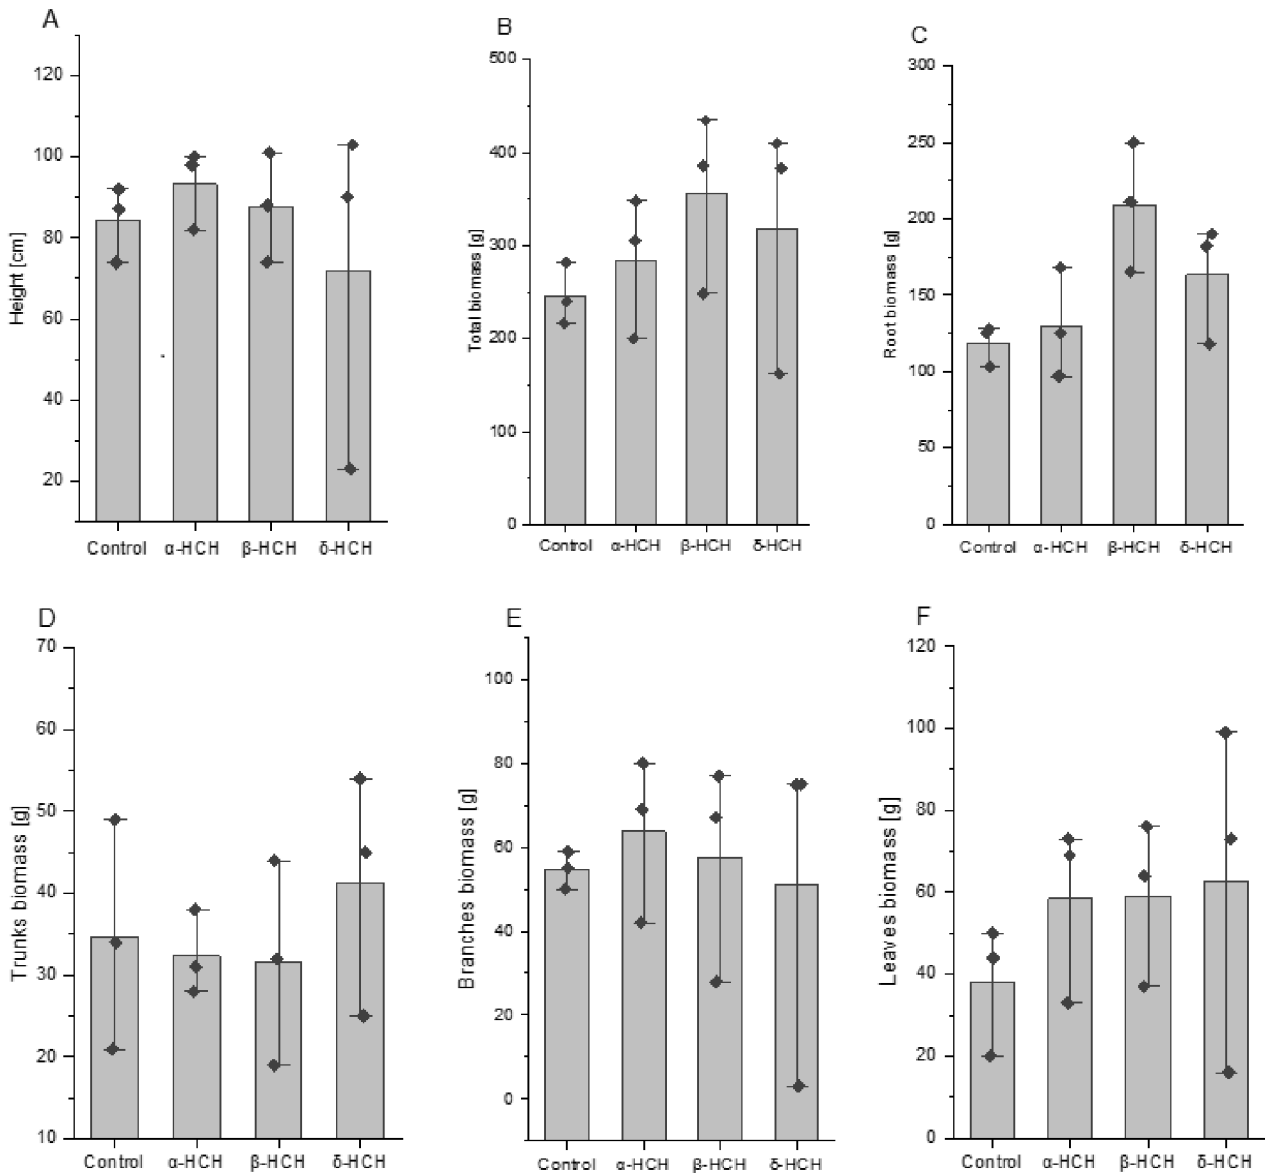 A
Height [cm]
120
100
80
60
40
20
Control α-HCH β-HCH δ-HCH
B
Total biomass [g]
500
400
300
200
100
0
Control α-HCH β-HCH δ-HCH
C
Root biomass [g]
300
250
200
150
100
50
0
Control α-HCH β-HCH δ-HCH
D
Trunks biomass [g]
70
60
50
40
30
20
10
Control α-HCH β-HCH δ-HCH
E
Branches biomass [g]
100
80
60
40
20
0
Control α-HCH β-HCH δ-HCH
F
Leaves biomass [g]
120
100
80
60
40
20
0
Control α-HCH β-HCH δ-HCH